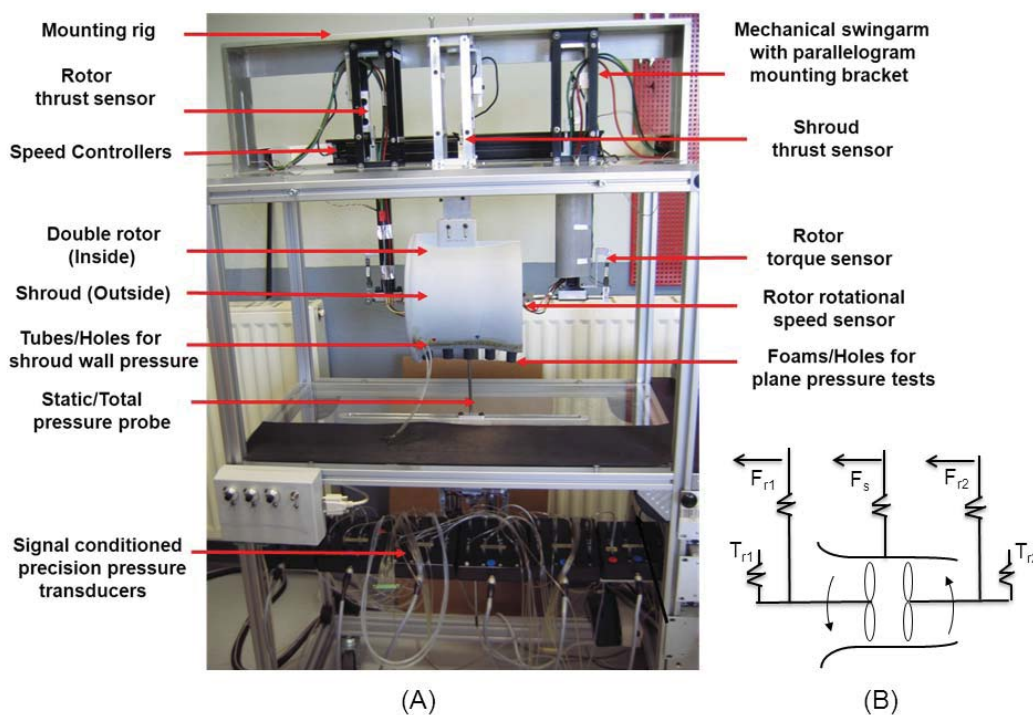 Mounting rig
Rotor
thrust sensor
Speed Controllers
Double rotor
(Inside)
Shroud (Outside)
Tubes/Holes for
shroud wall pressure
Static/Total
pressure probe
Signal conditioned
precision pressure
transducers
Mechanical swingarm
with parallelogram
mounting bracket
Shroud
thrust sensor
Rotor
torque sensor
Rotor rotational
speed sensor
Foams/Holes for
plane pressure tests
(A)
Fr1 Fs Fr2
Tr1 Tr2
(B)